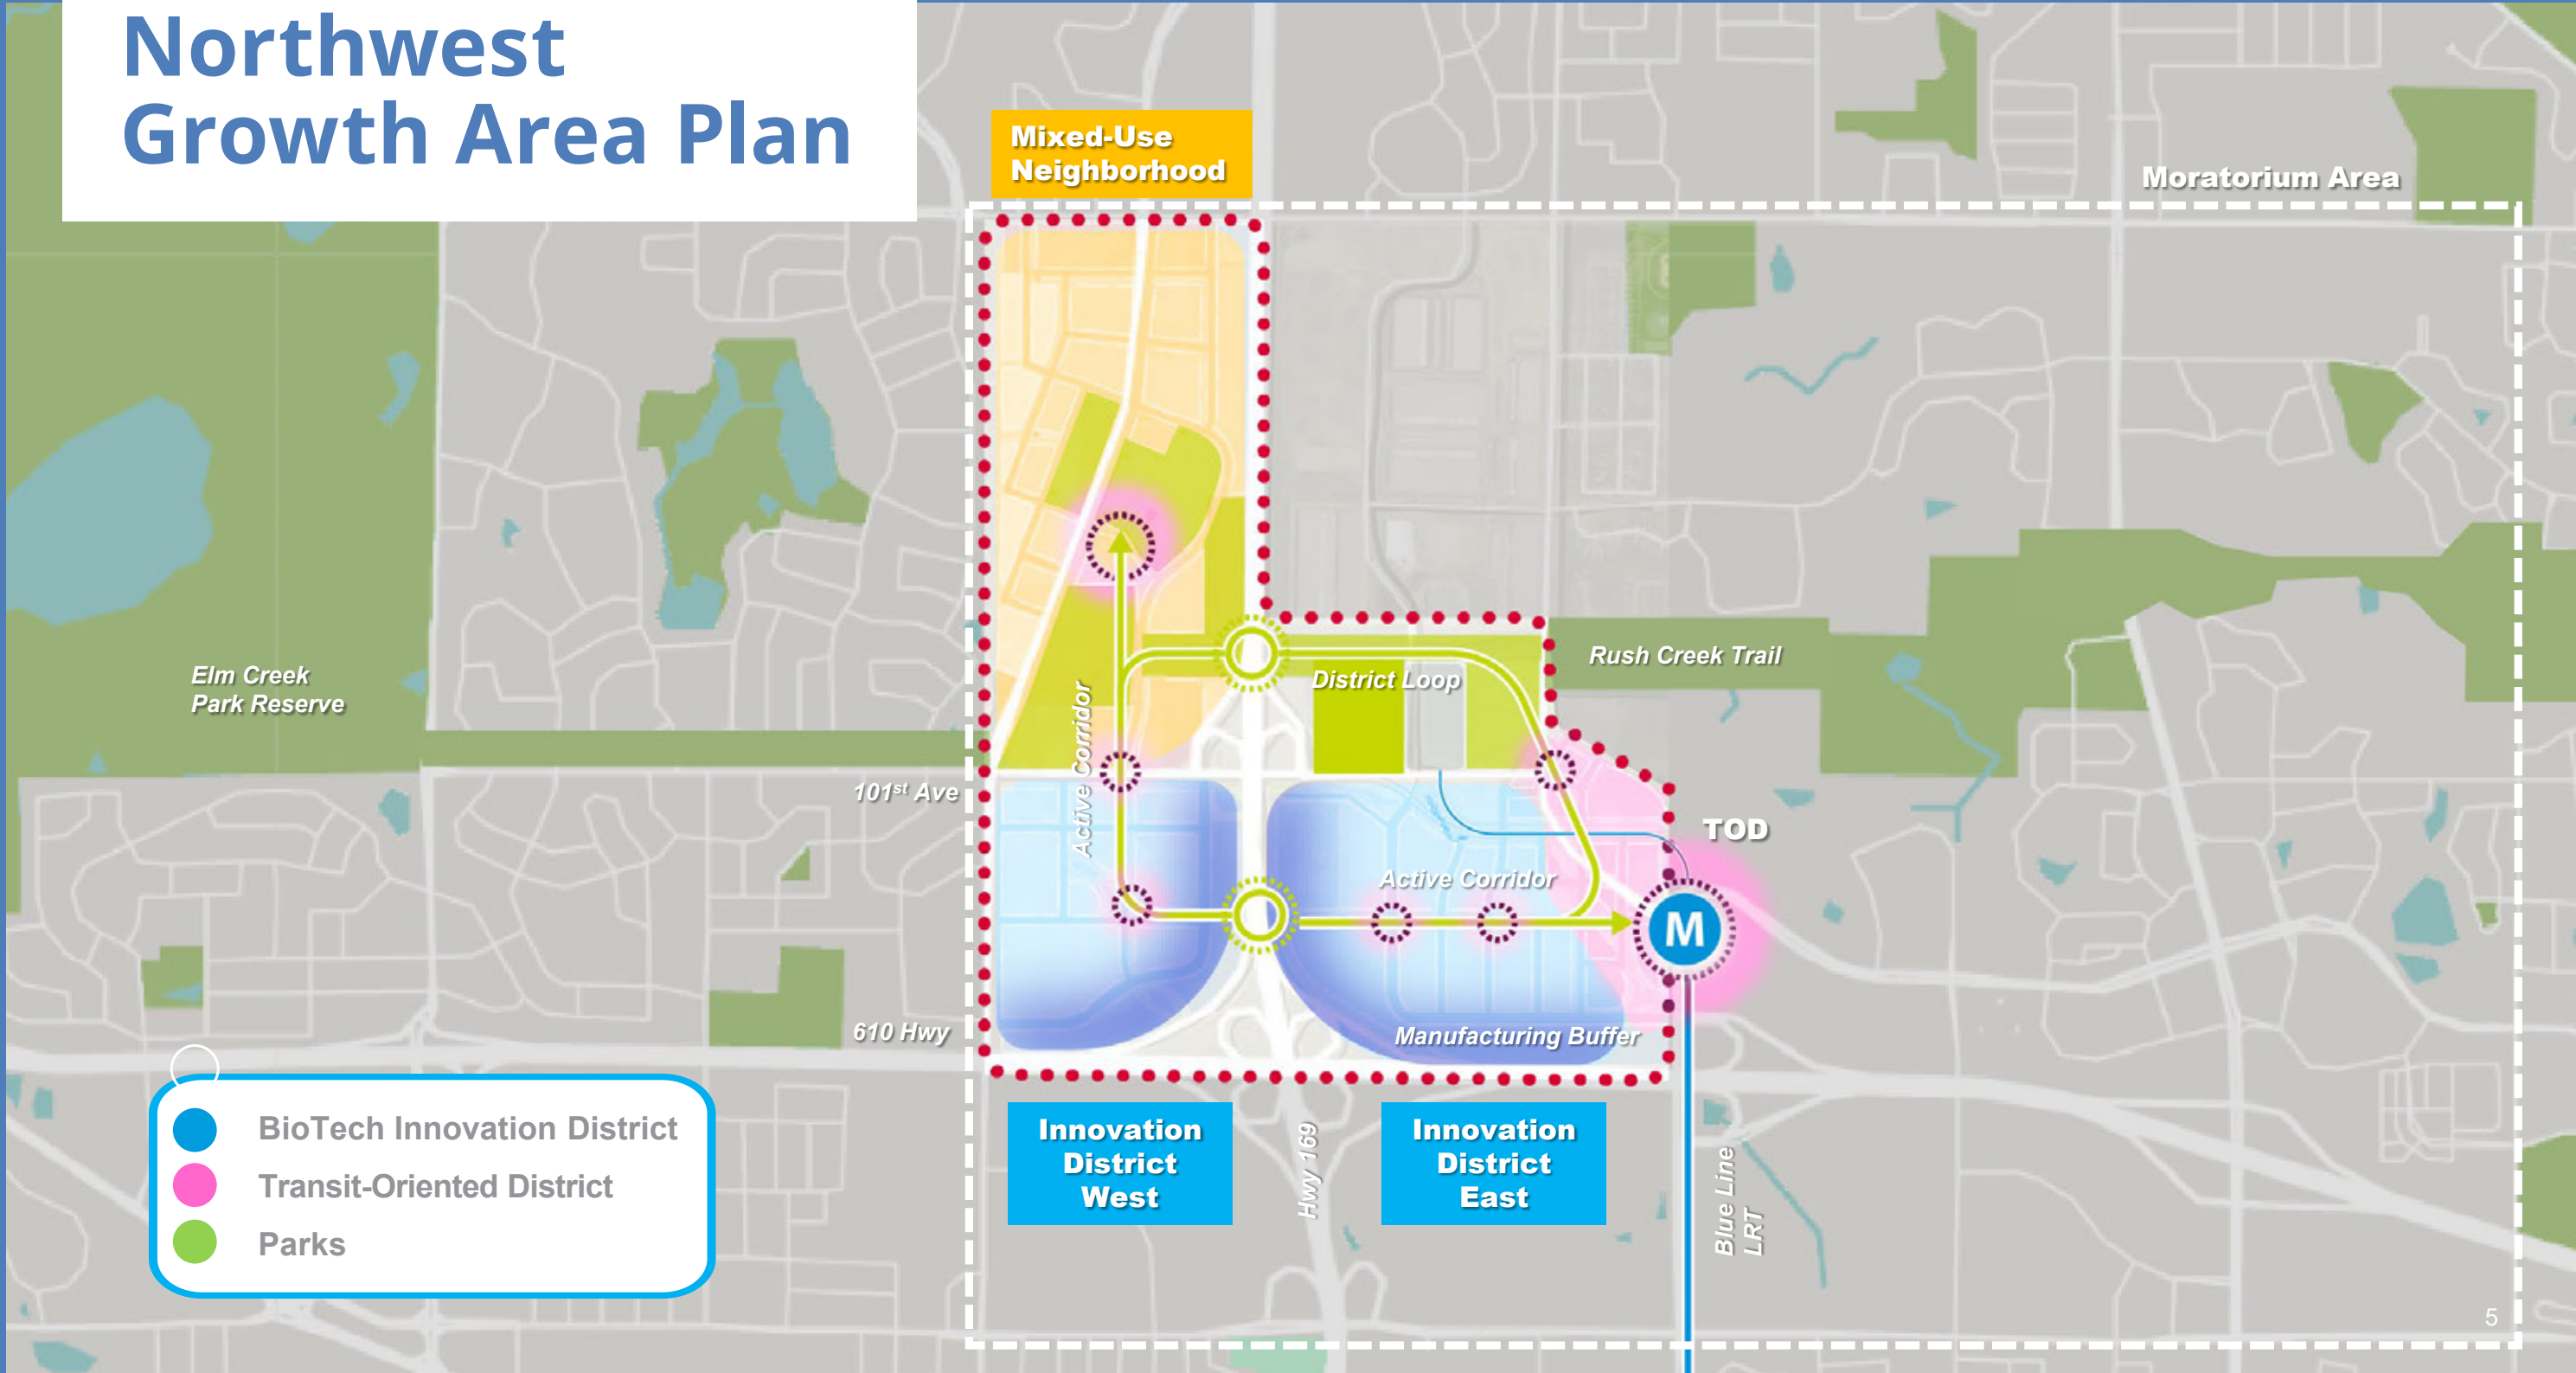 Northwest
Growth Area Plan
Mixed-Use
Neighborhood
Moratorium Area
Elm Creek
Park Reserve
Rush Creek Trail
District Loop
Active Corridor
101st Ave
TOD
Active Corridor
M
610 Hwy
Manufacturing Buffer
BioTech Innovation District
Transit-Oriented District
Parks
Innovation
District
West
Hwy 169
Innovation
District
East
Blue Line
LRT
5